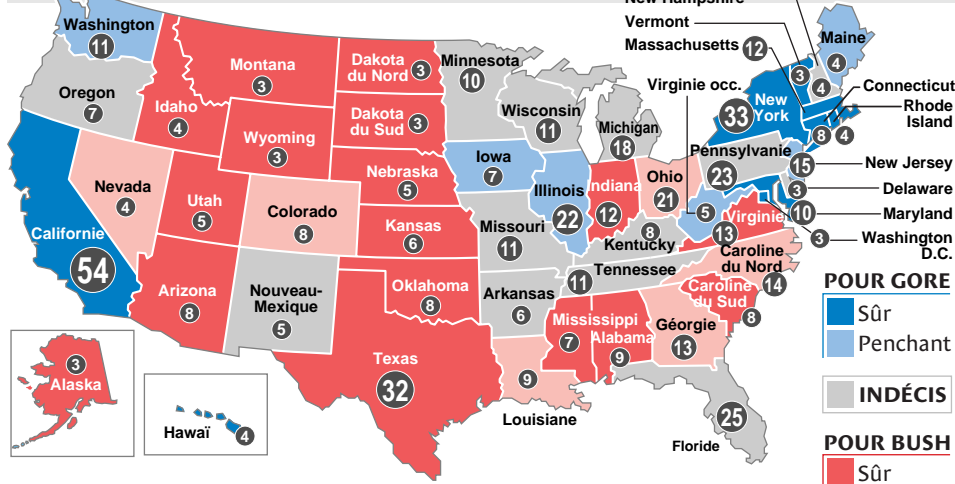 New Hampshire
Vermont
Massachusetts 12
Virginie occ.
Washington
11
Oregon
7
Californie
54
Nevada
4
Idaho
4
Montana
3
Wyoming
3
Utah
5
Colorado
8
Arizona
8
Nouveau-
Mexique
5
Dakota
du Nord 3
Dakota
du Sud 3
Nebraska
5
Kansas
6
Oklahoma
8
Texas
32
Minnesota
10
Iowa
7
Missouri
11
Arkansas
6
9
Louisiane
Wisconsin
11
Illinois
22
Michigan
18
Indiana
12
Ohio
21
8
Kentucky
Tennessee
11
Mississippi
7
Alabama
9
Géorgie
13
25
Floride
Caroline
du Sud
8
Caroline
du Nord
14
Virginie
13
5
Pennsylvanie
23
New
York
33
3
4
Maine
4
Connecticut
8
Rhode
Island
4
15 New Jersey
3 Delaware
10 Maryland
3 Washington
D.C.
3
Alaska
Hawaï
4
POUR GORE
Sûr
Penchant
INDÉCIS
POUR BUSH
Sûr